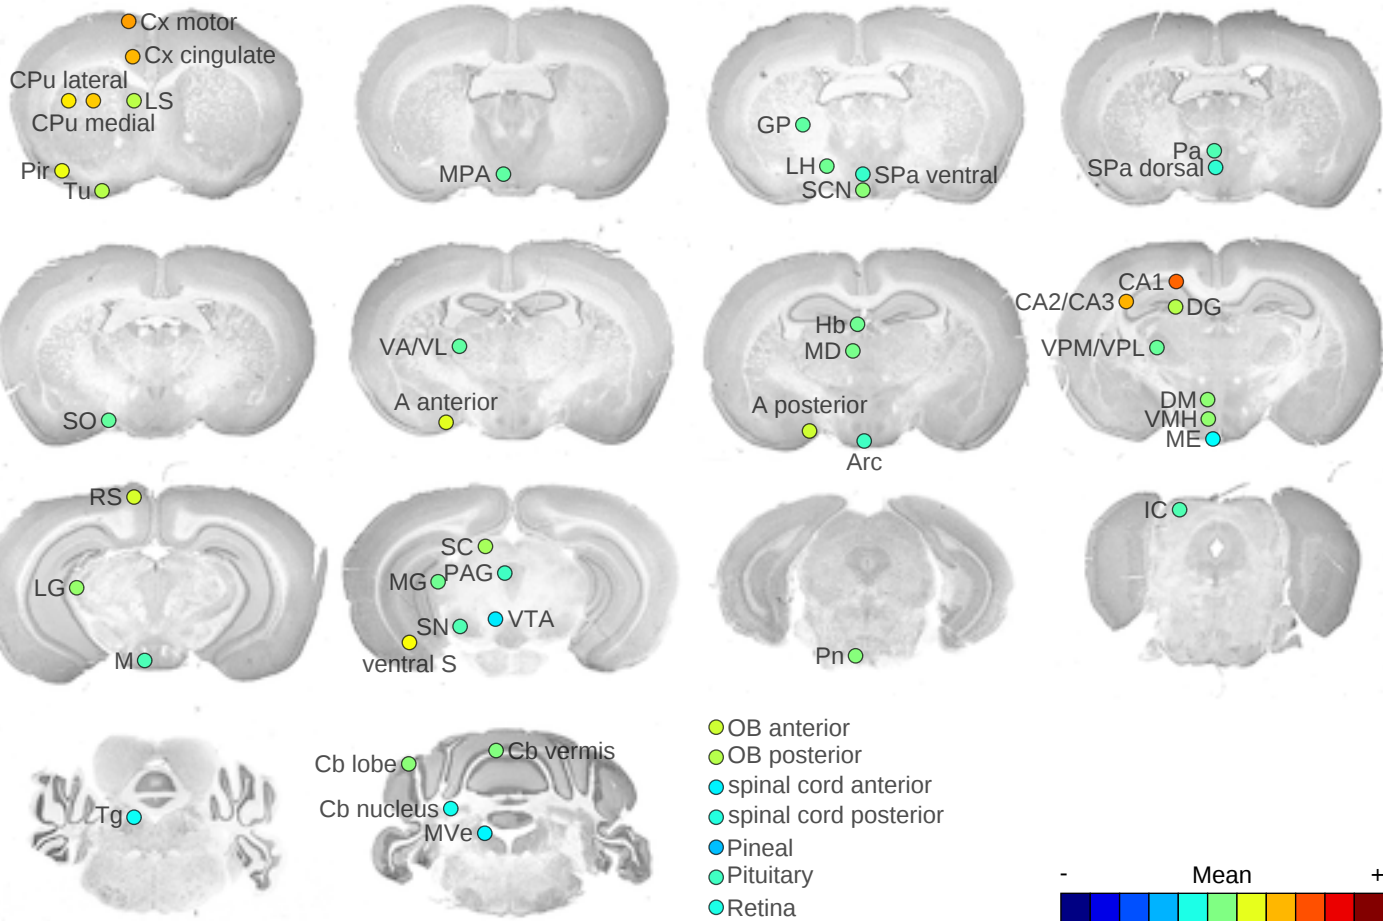 Cx motor
Cx cingulate
CPu lateral
LS
CPu medial
Pir
Tu
MPA
GP
LH
SPa ventral
SCN
Pa
SPa dorsal
SO
VA/VL
A anterior
Hb
MD
A posterior
Arc
CA1
CA2/CA3
DG
VPM/VPL
DM
VMH
ME
RS
LG
M
SC
PAG
MG
VTA
SN
ventral S
Pn
IC
Tg
Cb vermis
Cb lobe
Cb nucleus
MVe
OB anterior
OB posterior
spinal cord anterior
spinal cord posterior
Pineal
Pituitary
Retina
- Mean +